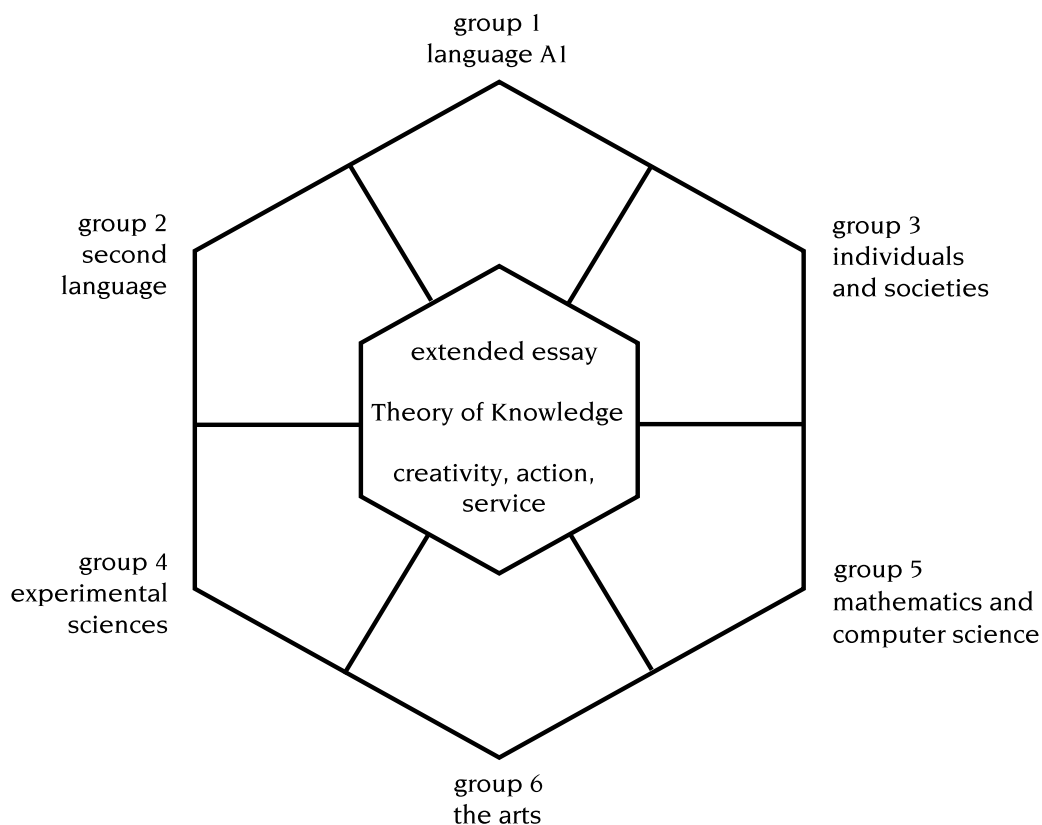 group 1
language A1
group 2
second
language
group 3
individuals
and societies
extended essay
Theory of Knowledge
creativity, action,
service
group 4
experimental
sciences
group 5
mathematics and
computer science
group 6
the arts